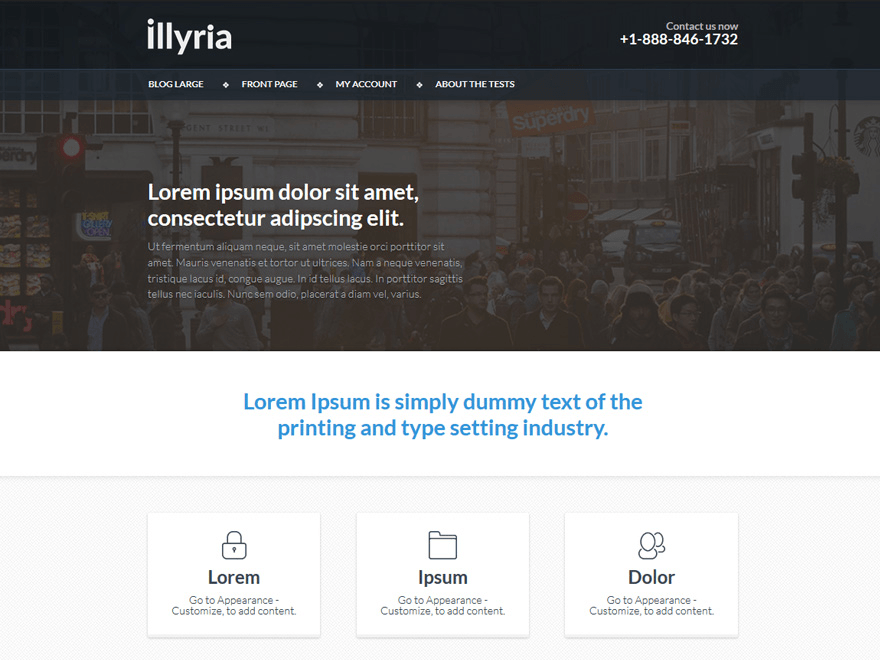 illyria
Contact us now
+1-888-846-1732
BLOG LARGE
FRONT PAGE
MY ACCOUNT
ABOUT THE TESTS
Superdry
GENT STREET W1
perdry
OPEN
Lorem ipsum dolor sit amet,
consectetur adipscing elit.
Ut fermentum aliquam neque, sit amet molestie orci porttitor sit
amet. Mauris venenatis et tortor ut ultrices. Nam a neque venenatis,
tristique lacus id, congue augue. In id tellus lacus. In porttitor sagittis
tellus nec iaculis. Nunc sem odio, placerat a diam vel, varius.
Lorem Ipsum is simply dummy text of the
printing and type setting industry.
Lorem
Go to Appearance -
Customize, to add content.
Ipsum
Go to Appearance -
Customize, to add content.
Dolor
Go to Appearance -
Customize, to add content.